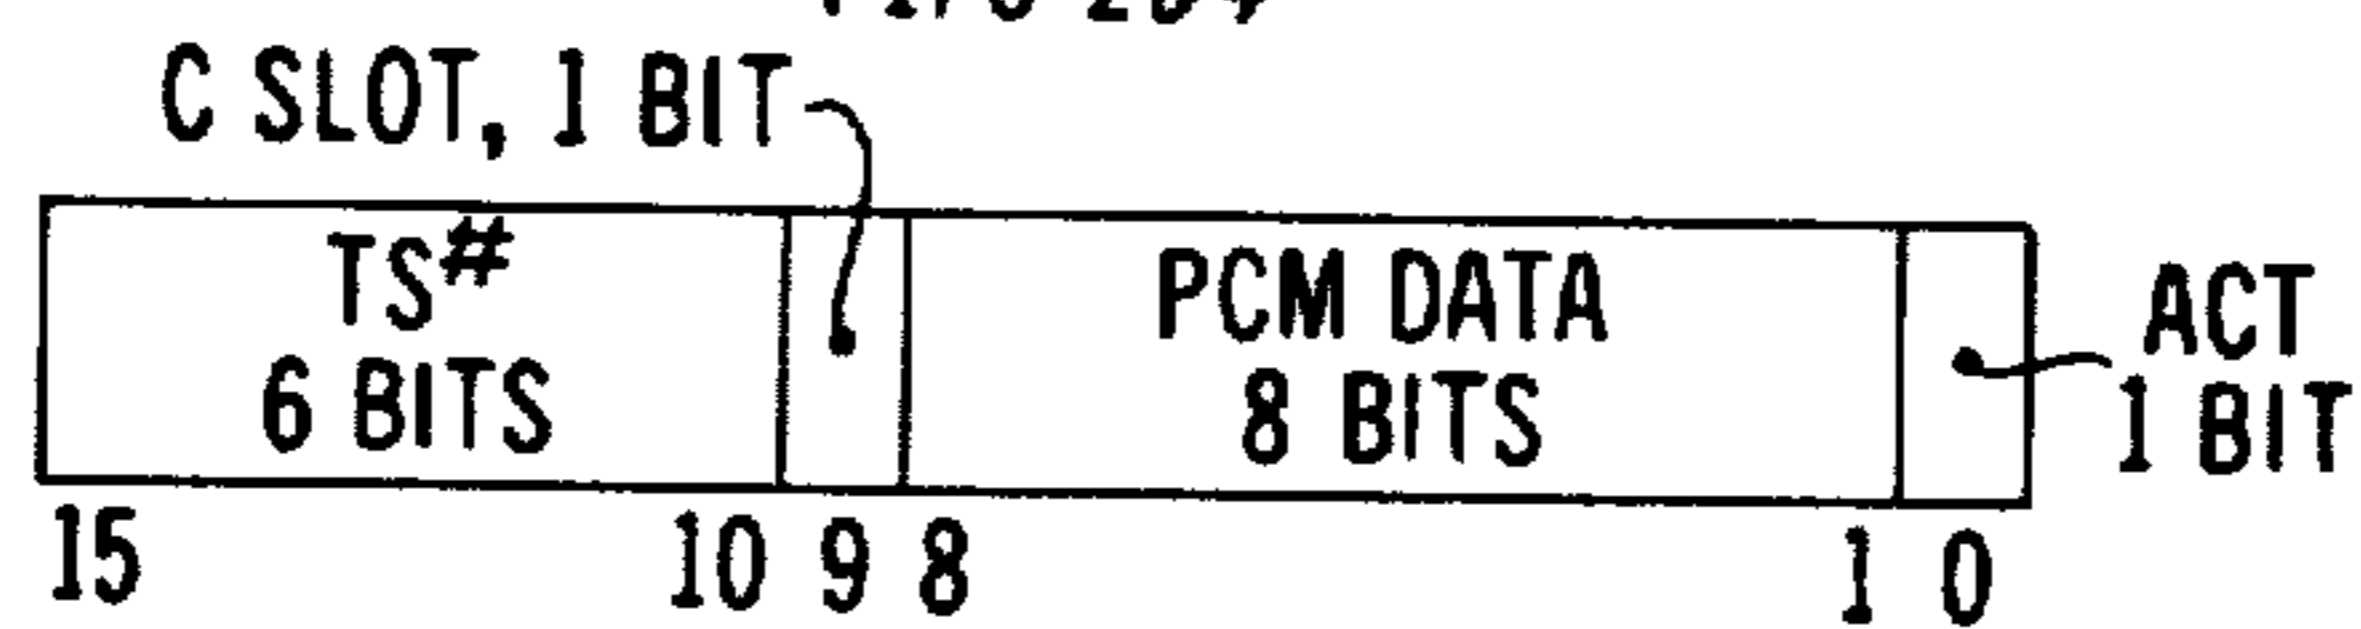 C SLOT, 1 BIT
TS#
6 BITS
PCM DATA
8 BITS
ACT
1 BIT
15 10 9 8 1 0